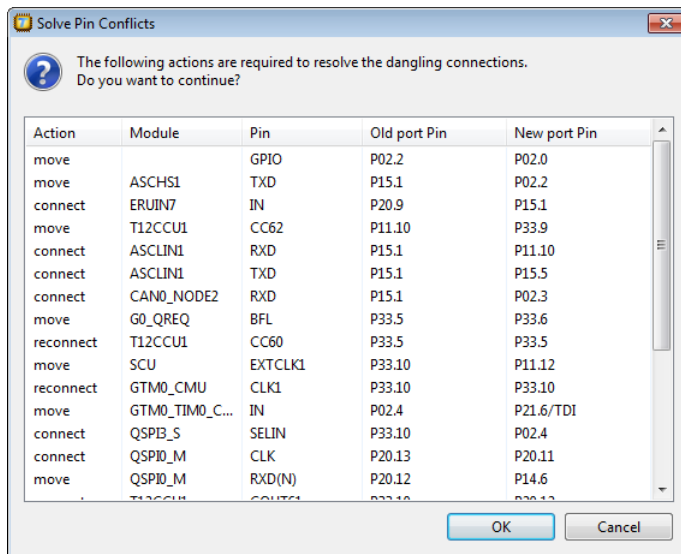 Solve Pin Conflicts
The following actions are required to resolve the dangling connections.
Do you want to continue?
Action Module Pin Old port Pin New port Pin
move GPIO P02.2 P02.0
move ASCHS1 TXD P15.1 P02.2
connect ERUIN7 IN P20.9 P15.1
move T12CCU1 CC62 P11.10 P33.9
connect ASCLIN1 RXD P15.1 P11.10
connect ASCLIN1 TXD P15.1 P15.5
connect CAN0_NODE2 RXD P15.1 P02.3
move G0_QREQ BFL P33.5 P33.6
reconnect T12CCU1 CC60 P33.5 P33.5
move SCU EXTCLK1 P33.10 P11.12
reconnect GTM0_CMU CLK1 P33.10 P33.10
move GTM0_TIM0_C... IN P02.4 P21.6/TDI
connect QSPI3_S SELIN P33.10 P02.4
connect QSPI0_M CLK P20.13 P20.11
move QSPI0_M RXD(N) P20.12 P14.6
OK Cancel